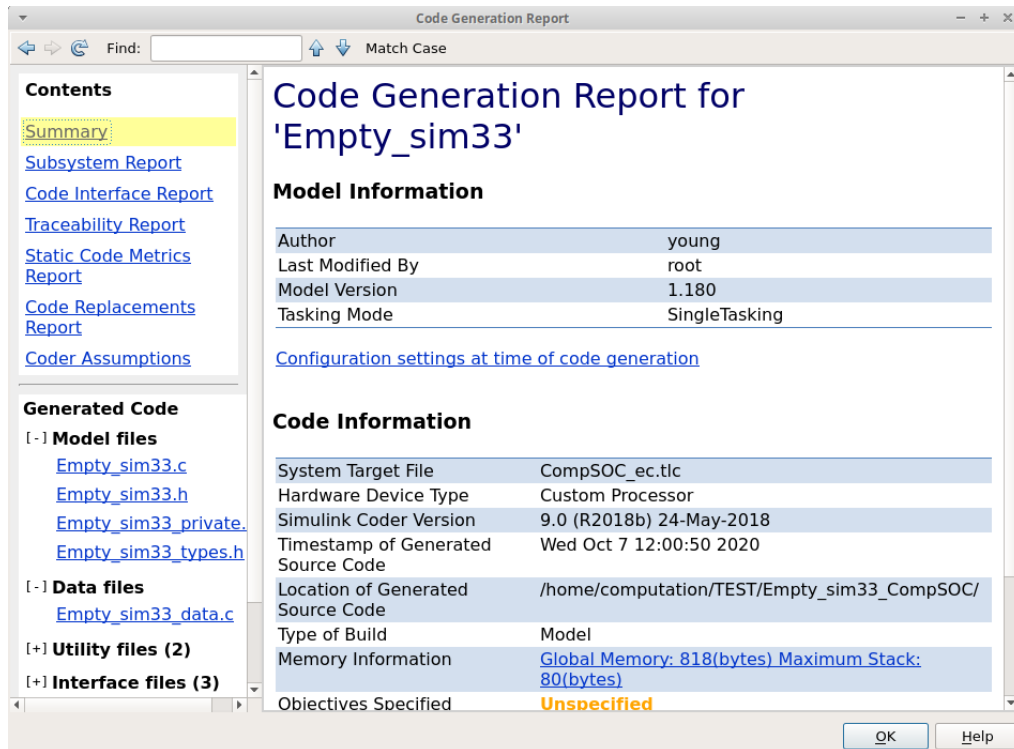 Code Generation Report
Find:
Match Case
Contents
Summary
Subsystem Report
Code Interface Report
Traceability Report
Static Code Metrics
Report
Code Replacements
Report
Coder Assumptions
Generated Code
[-] Model files
Empty_sim33.c
Empty_sim33.h
Empty_sim33_private.
Empty_sim33_types.h
[-] Data files
Empty_sim33_data.c
[+] Utility files (2)
[+] Interface files (3)
Code Generation Report for
'Empty_sim33'
Model Information
Author young
Last Modified By root
Model Version 1.180
Tasking Mode SingleTasking
Configuration settings at time of code generation
Code Information
System Target File CompSOC_ec.tlc
Hardware Device Type Custom Processor
Simulink Coder Version 9.0 (R2018b) 24-May-2018
Timestamp of Generated Wed Oct 7 12:00:50 2020
Source Code
Location of Generated /home/computation/TEST/Empty_sim33_CompSOC/
Source Code
Type of Build Model
Memory Information Global Memory: 818(bytes) Maximum Stack:
80(bytes)
Objectives Specified Unspecified
OK Help